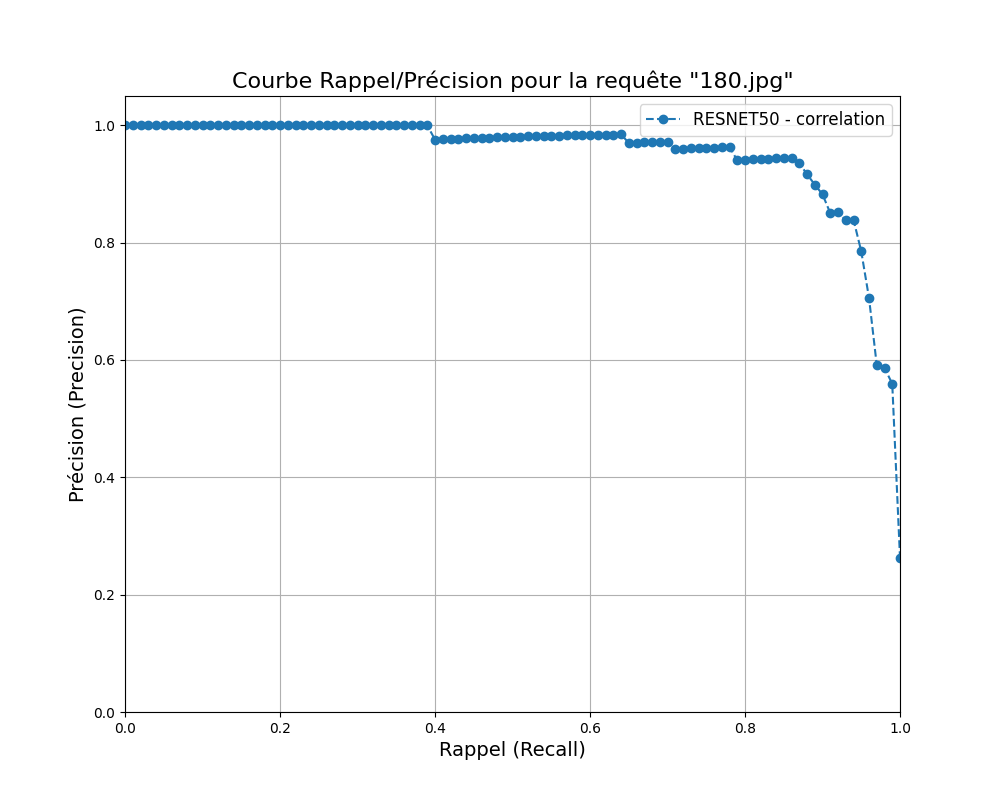 Courbe Rappel/Précision pour la requête "180.jpg"
RESNET50 - correlation
1.0
0.8
0.6
0.4
0.2
0.0
Précision (Precision)
0.0 0.2 0.4 0.6 0.8 1.0
Rappel (Recall)